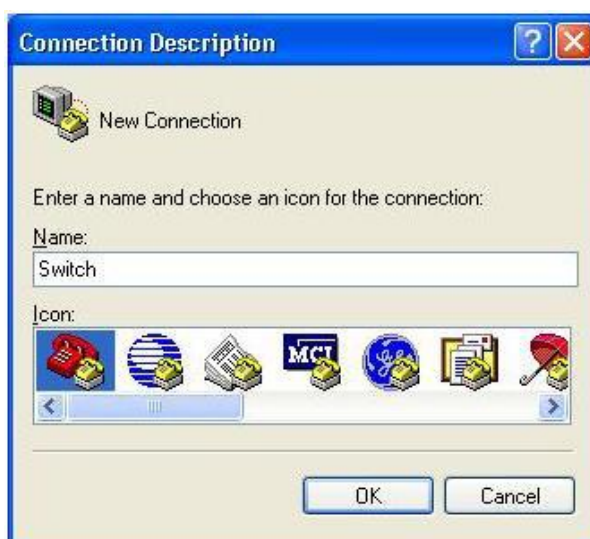 Connection Description
New Connection
Enter a name and choose an icon for the connection:
Name:
Switch
Icon:
MCI
OK
Cancel